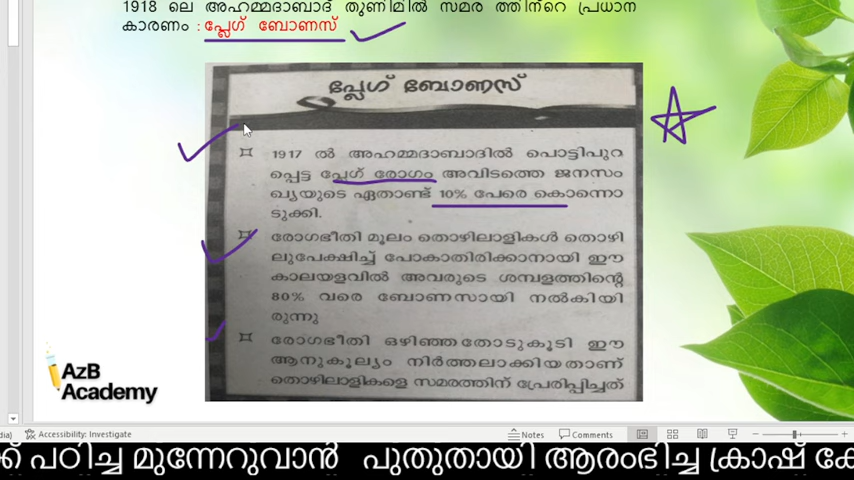 1918 ലെ അഹമ്മദാബാദ് തുണിമിൽ സമര ത്തിന്റെ പ്രധാന
കാരണം : പ്ലേഗ് ബോണസ്
പ്ലേഗ് ബോണസ്
1917 ൽ അഹമ്മദാബാദിൽ പൊട്ടിപുറ
പ്പെട്ട പ്ലേഗ് രോഗം അവിടത്തെ ജനസം
ഖ്യയുടെ ഏതാണ്ട് 10% പേരെ കൊന്നൊ
ടുക്കി.
രോഗഭീതി മൂലം തൊഴിലാളികൾ തൊഴി
ലുപേക്ഷിച്ച് പോകാതിരിക്കാനായി ഈ
കാലയളവിൽ അവരുടെ ശമ്പളത്തിന്റെ
80% വരെ ബോണസായി നൽകിയി
രുന്നു
രോഗഭീതി ഒഴിഞ്ഞതോടുകൂടി ഈ
ആനുകൂല്യം നിർത്തലാക്കിയതാണ്
തൊഴിലാളികളെ സമരത്തിന് പ്രേരിപ്പിച്ചത്
AzB
Academy
Accessibility: Investigate
Notes Comments
പഠിച്ച മുന്നേറുവാൻ പുതുതായി ആരംഭിച്ച ക്രാഷ്